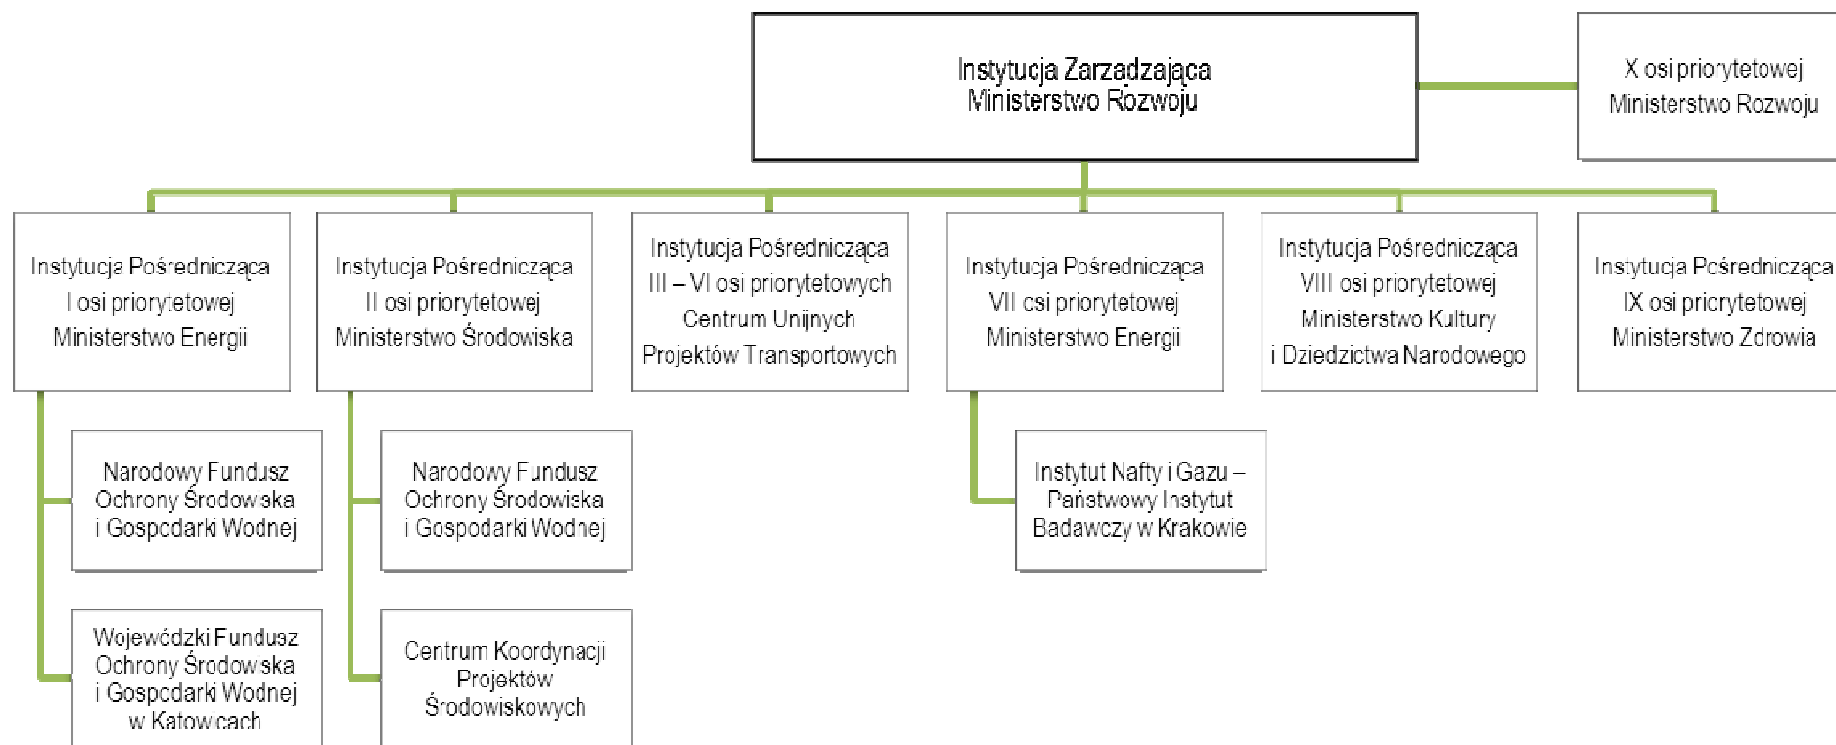 Instytucja Zarządzająca
Ministerstwo Rozwoju
X osi priorytetowej
Ministerstwo Rozwoju
Instytucja Pośrednicząca
I osi priorytetowej
Ministerstwo Energii
Instytucja Pośrednicząca
II osi priorytetowej
Ministerstwo Środowiska
Instytucja Pośrednicząca
III – VI osi priorytetowych
Centrum Unijnych
Projektów Transportowych
Instytucja Pośrednicząca
VII osi priorytetowej
Ministerstwo Energii
Instytucja Pośrednicząca
VIII osi priorytetowej
Ministerstwo Kultury
i Dziedzictwa Narodowego
Instytucja Pośrednicząca
IX osi priorytetowej
Ministerstwo Zdrowia
Narodowy Fundusz
Ochrony Środowiska
i Gospodarki Wodnej
Narodowy Fundusz
Ochrony Środowiska
i Gospodarki Wodnej
Instytut Nafty i Gazu –
Państwowy Instytut
Badawczy w Krakowie
Wojewódzki Fundusz
Ochrony Środowiska
i Gospodarki Wodnej
w Katowicach
Centrum Koordynacji
Projektów
Środowiskowych